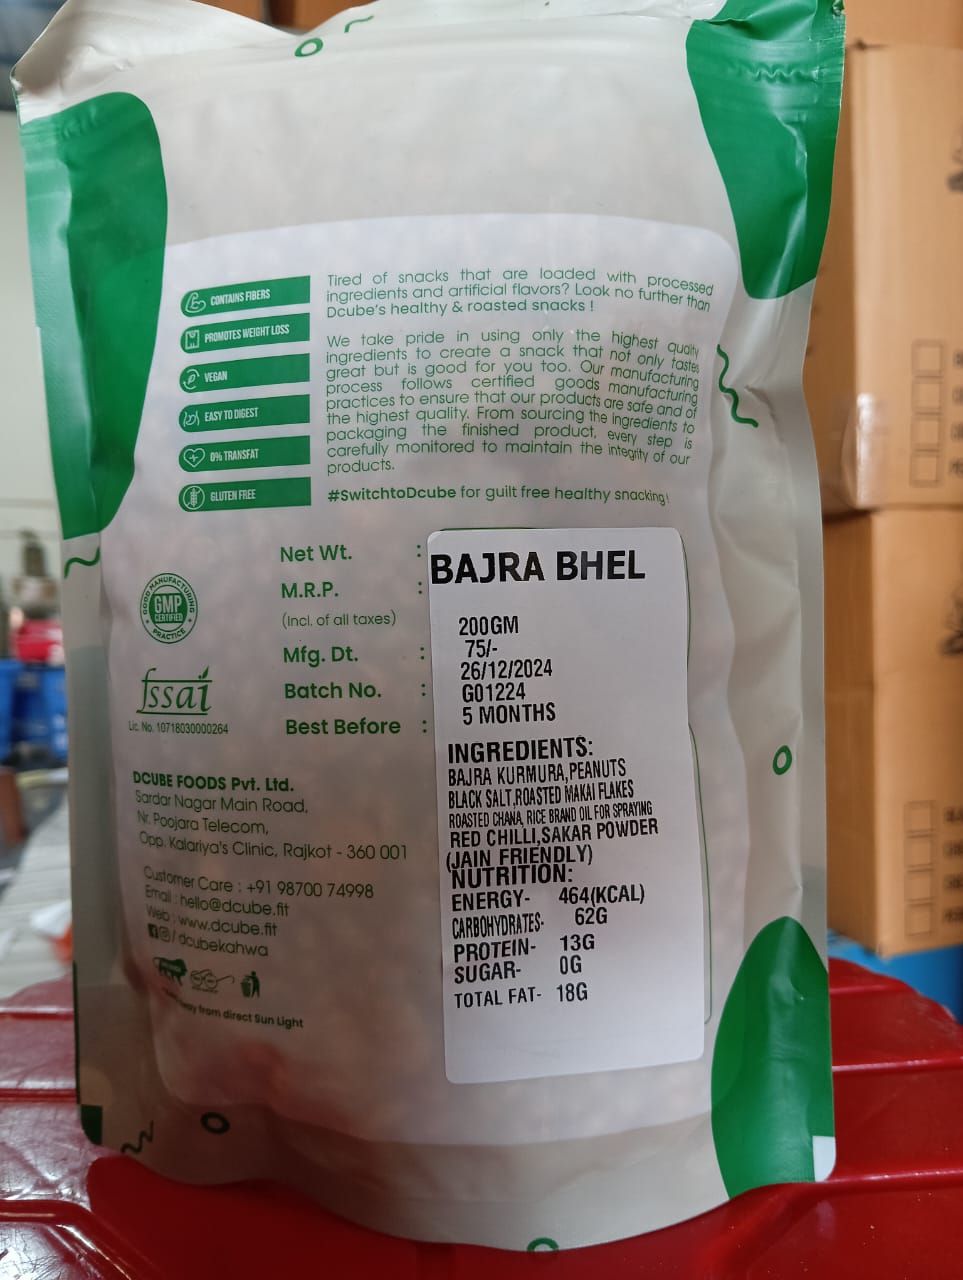 CONTAINS FIBERS
PROMOTES WEIGHT LOSS
VEGAN
EASY TO DIGEST
0% TRANSFAT
GLUTEN FREE
Tired of snacks that are loaded with processed
ingredients and artificial flavors? Look no further than
Dcube's healthy & roasted snacks !
We take pride in using only the highest quality
ingredients to create a snack that not only tastes
great but is good for you too. Our manufacturing
process follows certified goods manufacturing
practices to ensure that our products are safe and of
the highest quality. From sourcing the ingredients to
packaging the finished product, every step is
carefully monitored to maintain the integrity of our
products.
#SwitchtoDcube for guilt free healthy snacking!
GOOD MANUFACTURING
GMP
CERTIFIED
PRACTICE
fssai
Lic. No. 10718030000264
Net Wt. :
M.R.P. :
(Incl. of all taxes)
Mfg. Dt. :
Batch No. :
Best Before :
BAJRA BHEL
200GM
75/-
26/12/2024
G01224
5 MONTHS
INGREDIENTS:
BAJRA KURMURA,PEANUTS
BLACK SALT,ROASTED MAKAI FLAKES
ROASTED CHANA, RICE BRAND OIL FOR SPRAYING
RED CHILLI,SAKAR POWDER
(JAIN FRIENDLY)
NUTRITION:
ENERGY- 464(KCAL)
CARBOHYDRATES- 62G
PROTEIN- 13G
SUGAR- 0G
TOTAL FAT- 18G
DCUBE FOODS Pvt. Ltd.
Sardar Nagar Main Road,
Nr. Poojara Telecom,
Opp. Kalariya's Clinic, Rajkot - 360 001
Customer Care : +91 98700 74998
Email : hello@dcube.fit
Web : www.dcube.fit
/ dcubekahwa
away from direct Sun Light